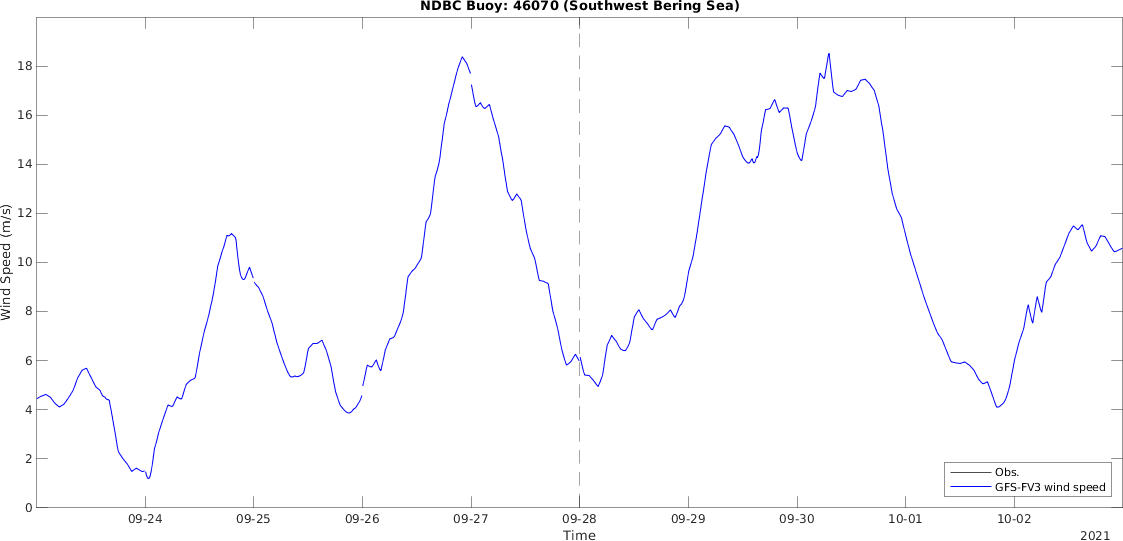 NDBC Buoy: 46070 (Southwest Bering Sea)
Wind Speed (m/s)
18
16
14
12
10
8
6
4
2
0
Obs.
GFS-FV3 wind speed
09-24 09-25 09-26 09-27 09-28 09-29 09-30 10-01 10-02
Time
2021